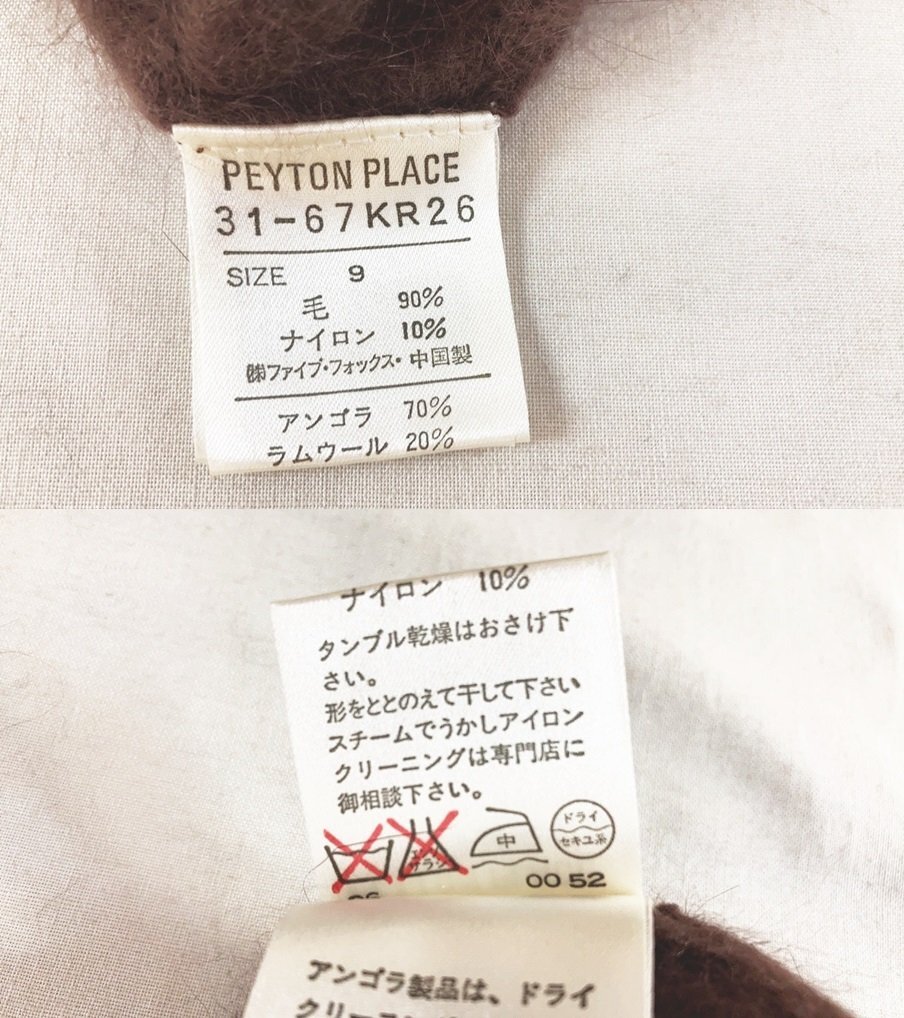 PEYTON PLACE
31-67KR26
SIZE 9
毛 90%
ナイロン 10%
㈱ファイブ・フォックス・中国製
アンゴラ 70%
ラムウール 20%
ナイロン 10%
タンブル乾燥はおさけ下
さい。
形をととのえて干して下さい
スチームでうかしアイロン
クリーニングは専門店に
御相談下さい。
エンソ
サラシ
中
ドライ
セキユ系
00 52
アンゴラ製品は、ドライ